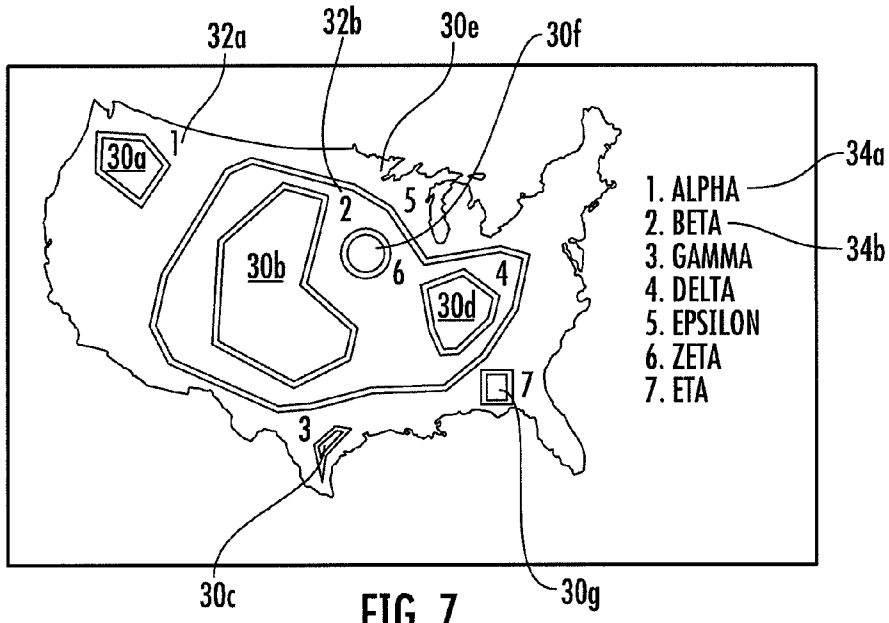 32a
32b
30e
30f
1
30a
2
5
34a
1. ALPHA
2. BETA
34b
3. GAMMA
4. DELTA
5. EPSILON
6. ZETA
7. ETA
30b
6
4
30d
7
3
30c
30g
FIG. 7